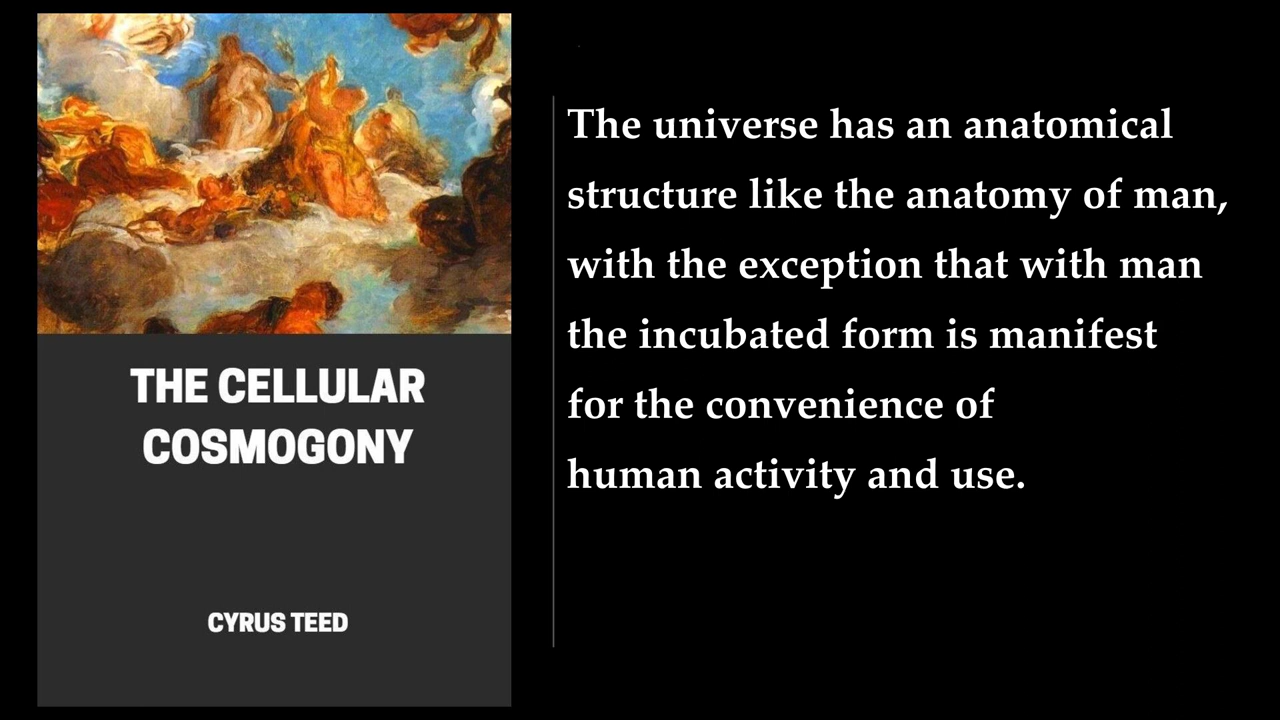 THE CELLULAR
COSMOGONY
CYRUS TEED
The universe has an anatomical
structure like the anatomy of man,
with the exception that with man
the incubated form is manifest
for the convenience of
human activity and use.